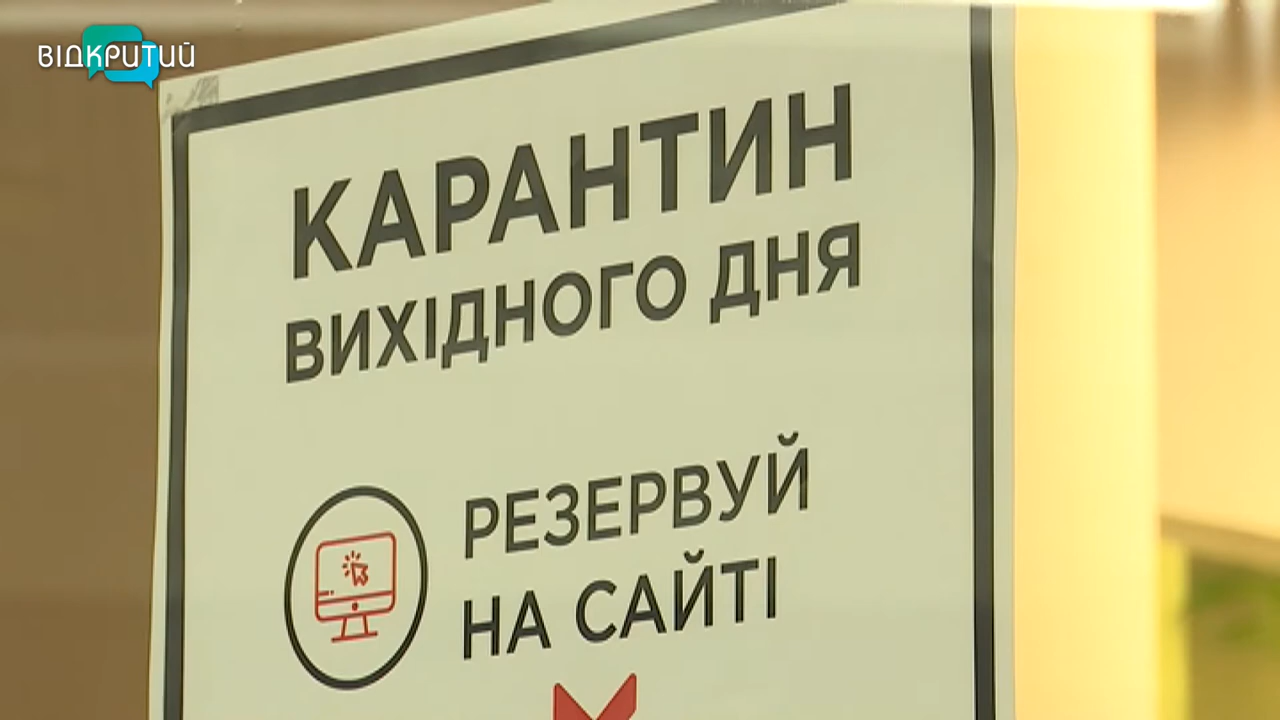 ВІДКРИТИЙ
КАРАНТИН
ВИХІДНОГО ДНЯ
РЕЗЕРВУЙ
НА САЙТІ